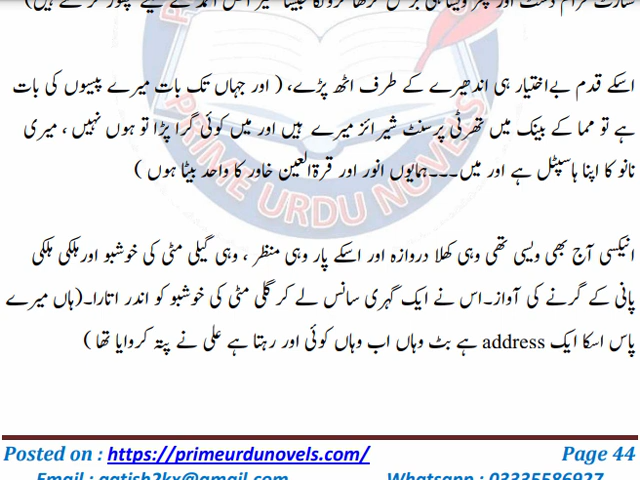 اسکے قدم بے اختیار ہی اندھیرے کے طرف اٹھ پڑے، ( اور جہاں تک بات میرے پیسوں کی بات
ہے تو مما کے بینک میں تھرٹی پرسنٹ شیرائز میرے ہیں اور میں کوئی گرا پڑا تو ہوں نہیں ، میری
نانو کا اپنا ہاسپٹل ہے اور میں۔۔۔ہمایوں انور اور قرۃالعین خاور کا واحد بیٹا ہوں )
انیکسی آج بھی ویسی تھی وہی کھلا دروازہ اور اسکے پار وہی منظر ، وہی گیلی مٹی کی خوشبو اور ہلکی ہلکی
پانی کے گرنے کی آواز۔اس نے ایک گہری سانس لے کر گلی مٹی کی خوشبو کو اندر اتارا۔(ہاں میرے
پاس اسکا ایک address ہے بٹ وہاں اب وہاں کوئی اور رہتا ہے علی نے پتہ کروایا تھا )
PRIME URDU NOVELS
Posted on : https://primeurdunovels.com/ Page 44